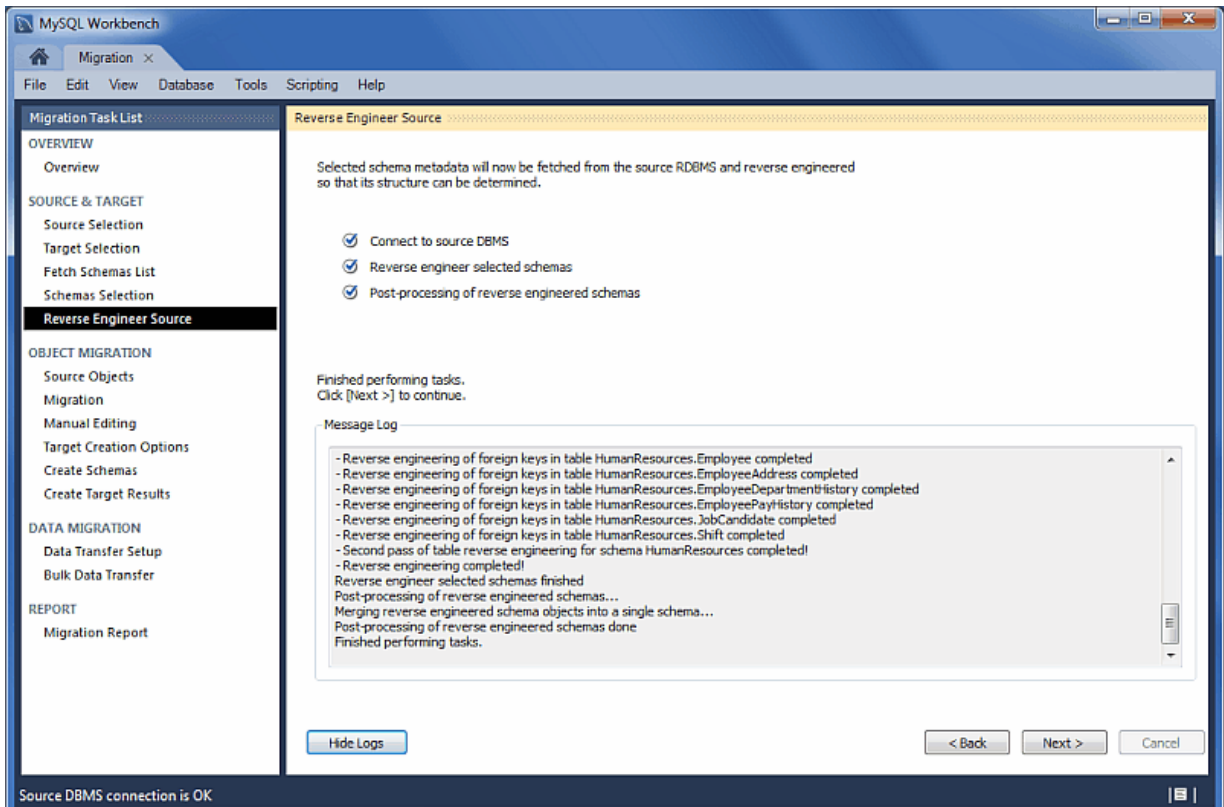 MySQL Workbench
Migration
File Edit View Database Tools Scripting Help
Migration Task List
OVERVIEW
Overview
SOURCE & TARGET
Source Selection
Target Selection
Fetch Schemas List
Schemas Selection
Reverse Engineer Source
OBJECT MIGRATION
Source Objects
Migration
Manual Editing
Target Creation Options
Create Schemas
Create Target Results
DATA MIGRATION
Data Transfer Setup
Bulk Data Transfer
REPORT
Migration Report
Reverse Engineer Source
Selected schema metadata will now be fetched from the source RDBMS and reverse engineered
so that its structure can be determined.
Connect to source DBMS
Reverse engineer selected schemas
Post-processing of reverse engineered schemas
Finished performing tasks.
Click [Next >] to continue.
Message Log
- Reverse engineering of foreign keys in table HumanResources.Employee completed
- Reverse engineering of foreign keys in table HumanResources.EmployeeAddress completed
- Reverse engineering of foreign keys in table HumanResources.EmployeeDepartmentHistory completed
- Reverse engineering of foreign keys in table HumanResources.EmployeePayHistory completed
- Reverse engineering of foreign keys in table HumanResources.JobCandidate completed
- Reverse engineering of foreign keys in table HumanResources.Shift completed
- Second pass of table reverse engineering for schema HumanResources completed!
- Reverse engineering completed!
Reverse engineer selected schemas finished
Post-processing of reverse engineered schemas...
Merging reverse engineered schema objects into a single schema...
Post-processing of reverse engineered schemas done
Finished performing tasks.
Hide Logs
< Back
Next >
Cancel
Source DBMS connection is OK